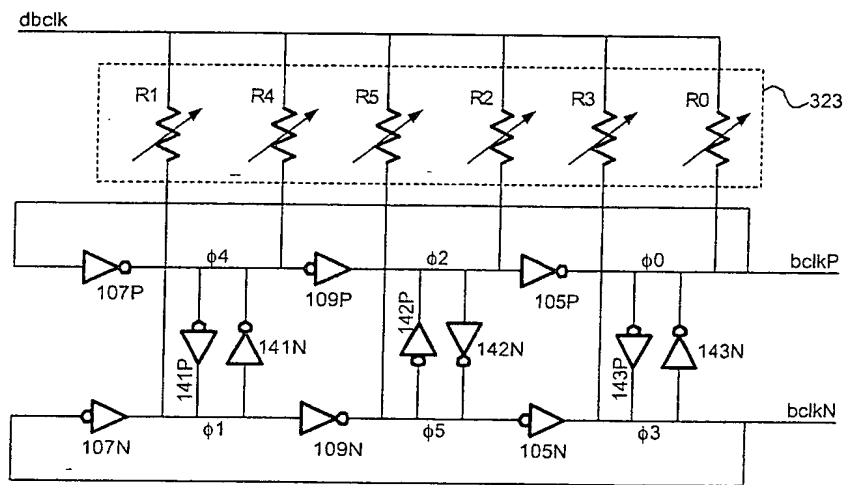 dbclk
R1 R4 R5 R2 R3 R0
323
ϕ4 ϕ2 ϕ0 bclkP
107P 109P 105P
141P 141N 142P 142N 143P 143N
bclkN
107N ϕ1 109N ϕ5 105N ϕ3